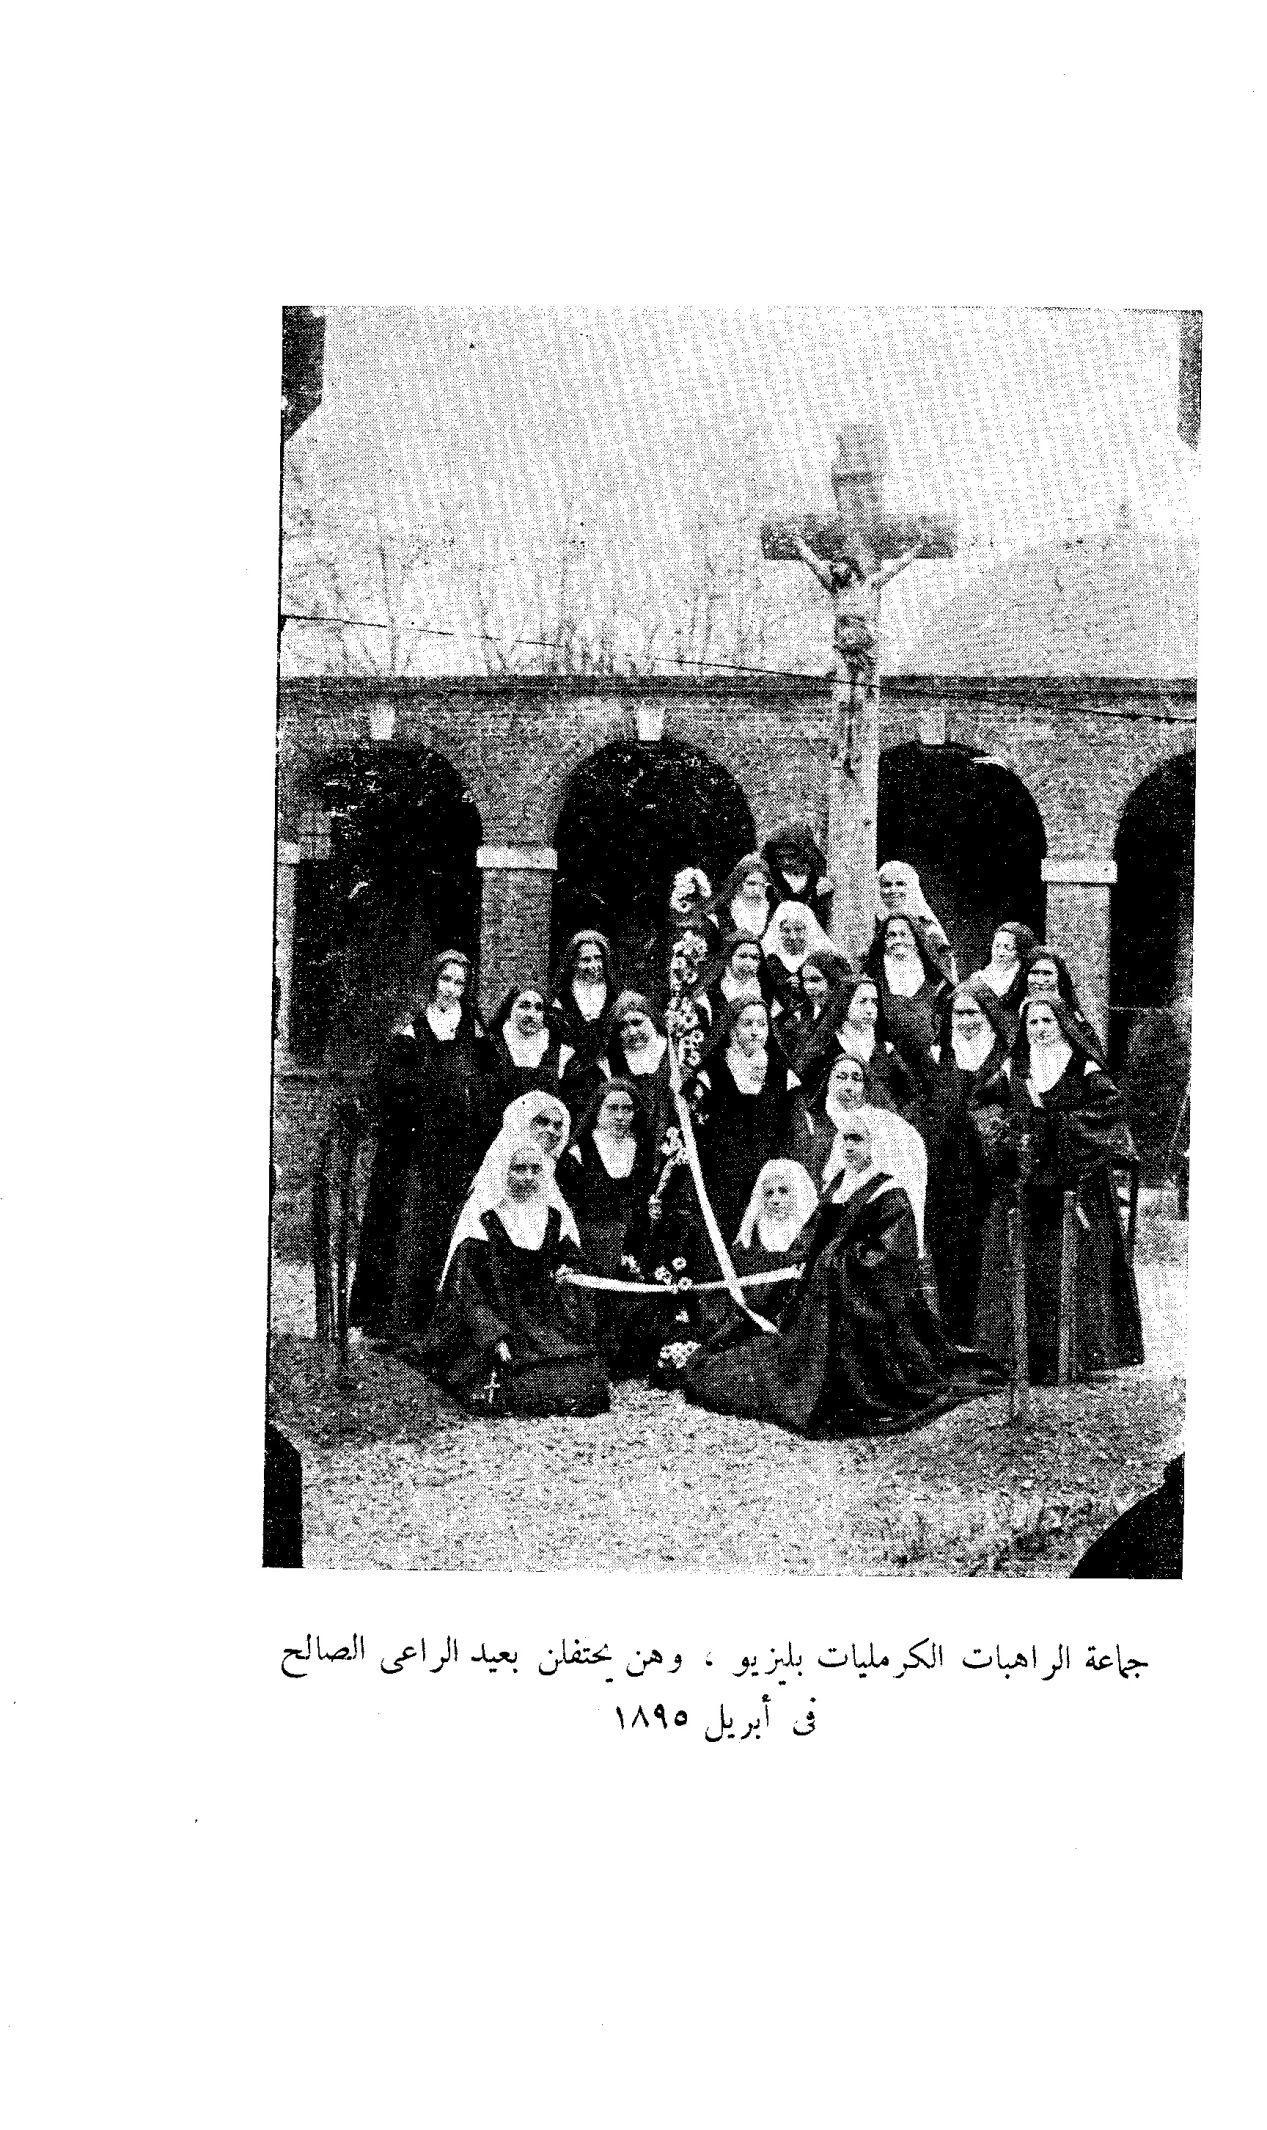 جماعة الراهبات الكرمليات بليزيو ، وهن يحتفلن بعيد الراعى الصالح
فى أبريل ١٨٩٥